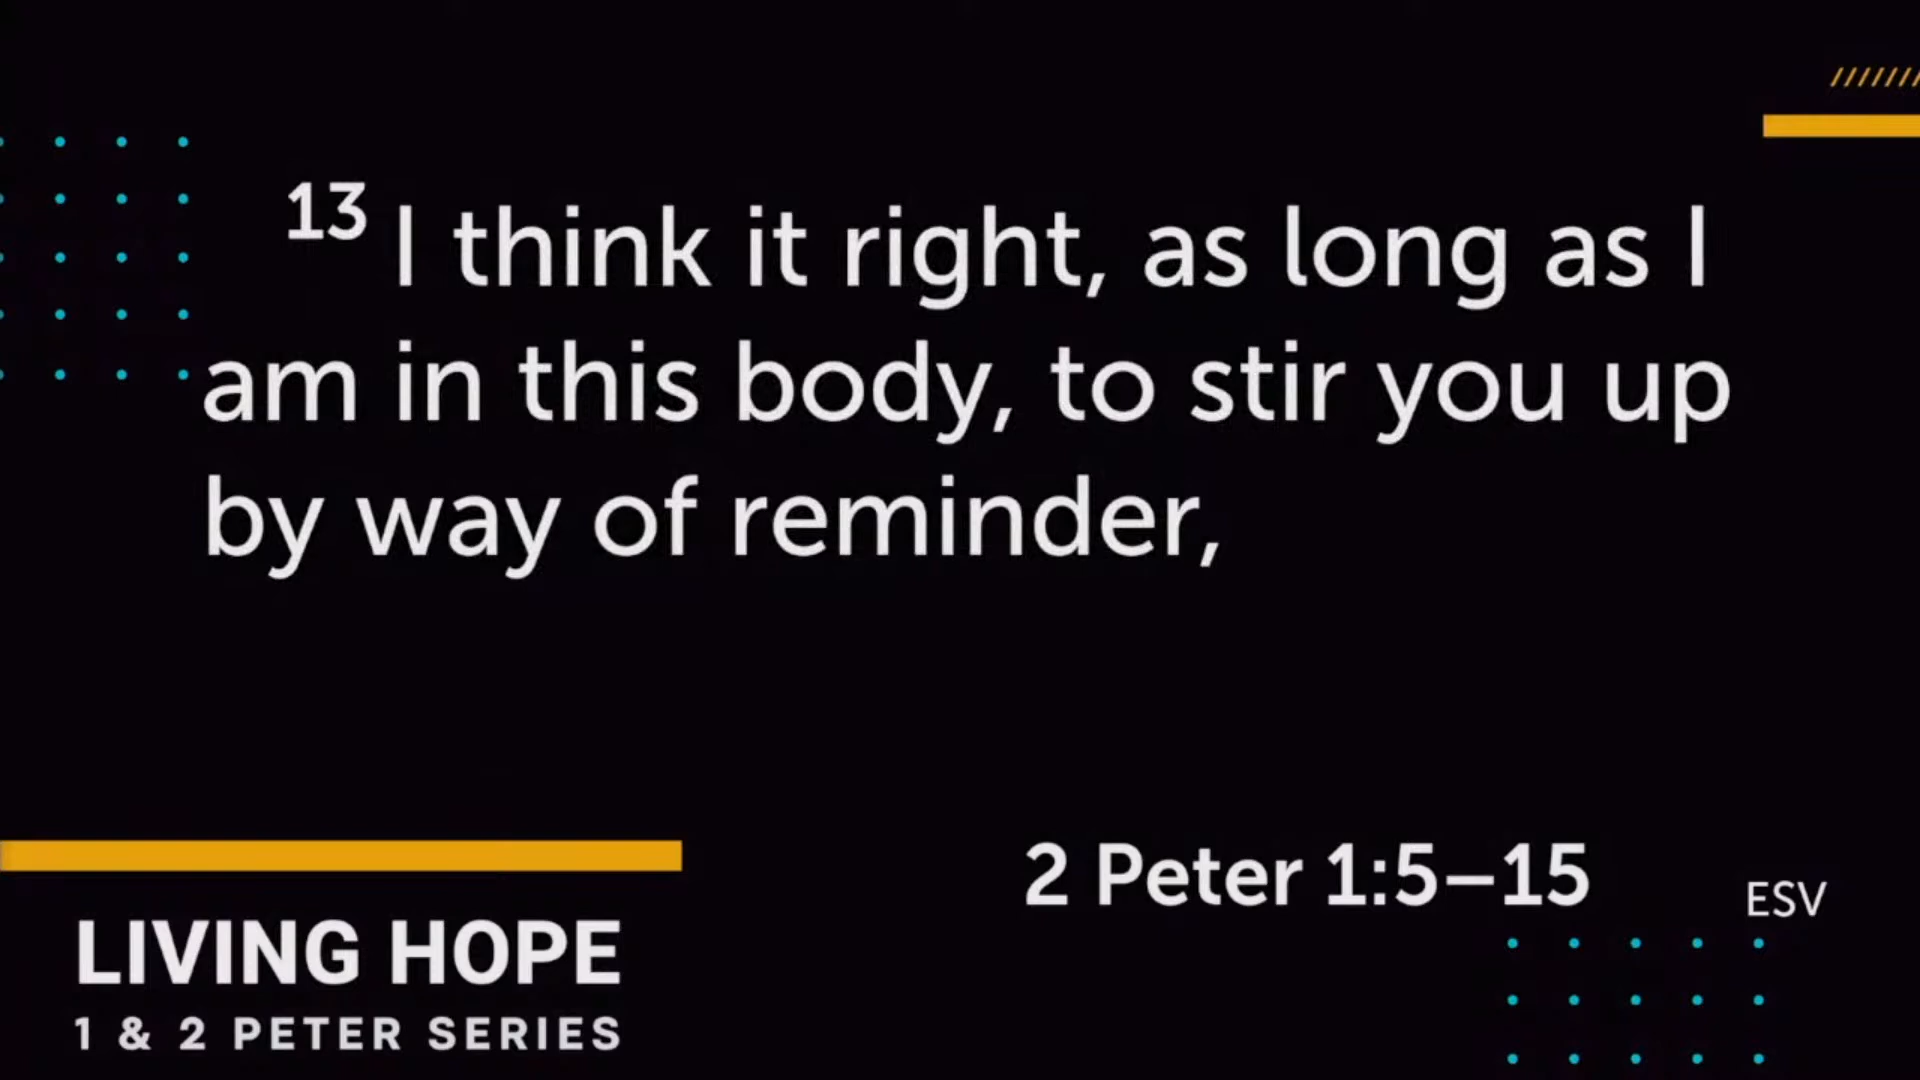 13 I think it right, as long as I
am in this body, to stir you up
by way of reminder,
2 Peter 1:5–15
ESV
LIVING HOPE
1 & 2 PETER SERIES